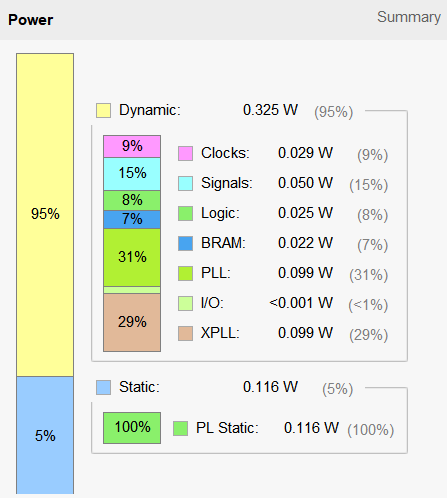 Power Summary
Dynamic: 0.325 W (95%)
9% Clocks: 0.029 W (9%)
15% Signals: 0.050 W (15%)
8% Logic: 0.025 W (8%)
7% BRAM: 0.022 W (7%)
95%
31% PLL: 0.099 W (31%)
I/O: <0.001 W (<1%)
29% XPLL: 0.099 W (29%)
Static: 0.116 W (5%)
5%
100% PL Static: 0.116 W (100%)